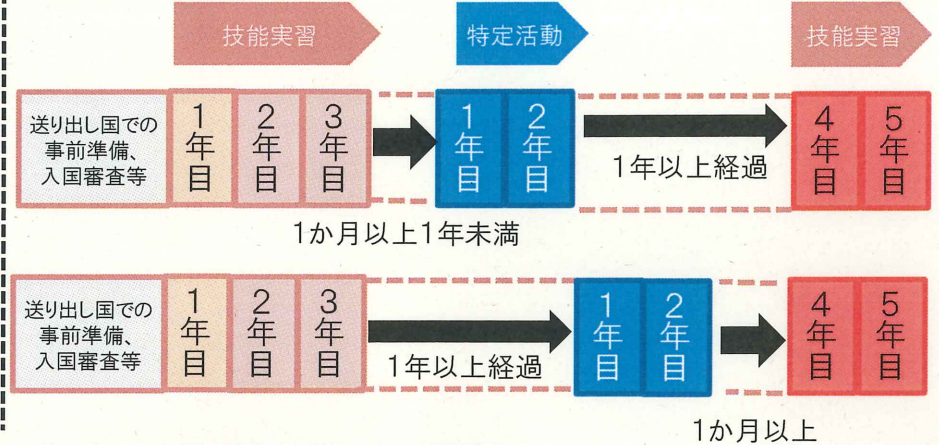 技能実習
特定活動
技能実習
送り出し国での
事前準備、
入国審査等
1年目
2年目
3年目
1年目
2年目
1年以上経過
4年目
5年目
1か月以上1年未満
送り出し国での
事前準備、
入国審査等
1年目
2年目
3年目
1年以上経過
1年目
2年目
4年目
5年目
1か月以上